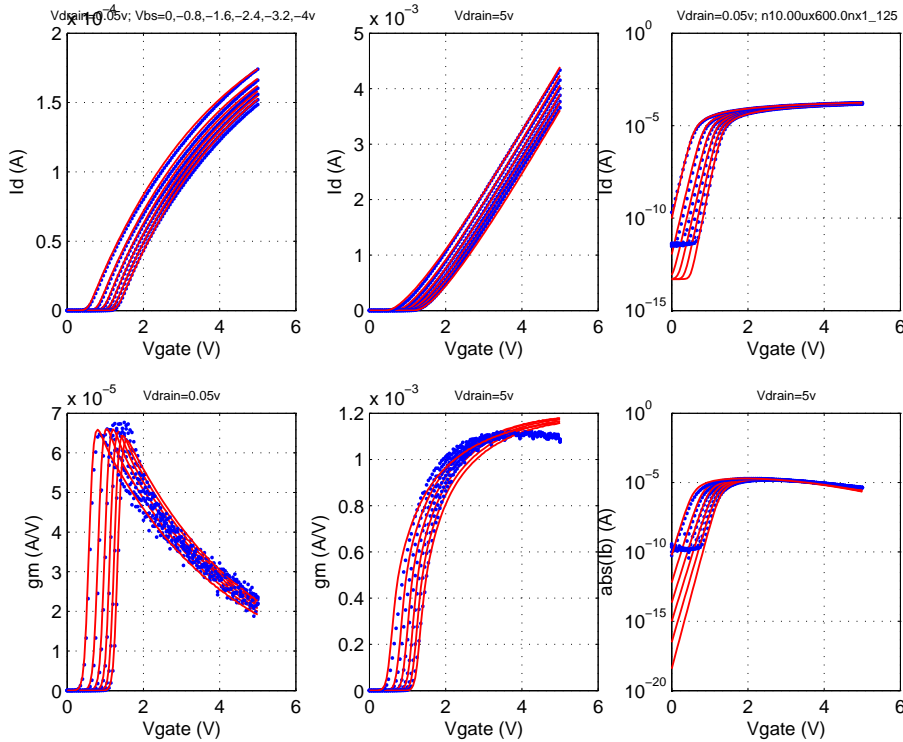 x 10^-4
Vdrain=0.05v; Vbs=0,−0.8,−1.6,−2.4,−3.2,−4v
2
1.5
1
0.5
0
0 2 4 6
Id (A)
Vgate (V)
x 10^-3
Vdrain=5v
5
4
3
2
1
0
0 2 4 6
Id (A)
Vgate (V)
Vdrain=0.05v; n10.00ux600.0nx1_125
10^0
10^−5
10^−10
10^−15
0 2 4 6
Id (A)
Vgate (V)
x 10^−5
Vdrain=0.05v
7
6
5
4
3
2
1
0
0 2 4 6
gm (A/V)
Vgate (V)
x 10^−3
Vdrain=5v
1.2
1
0.8
0.6
0.4
0.2
0
0 2 4 6
gm (A/V)
Vgate (V)
Vdrain=5v
10^0
10^−5
10^−10
10^−15
10^−20
0 2 4 6
abs(Ib) (A)
Vgate (V)